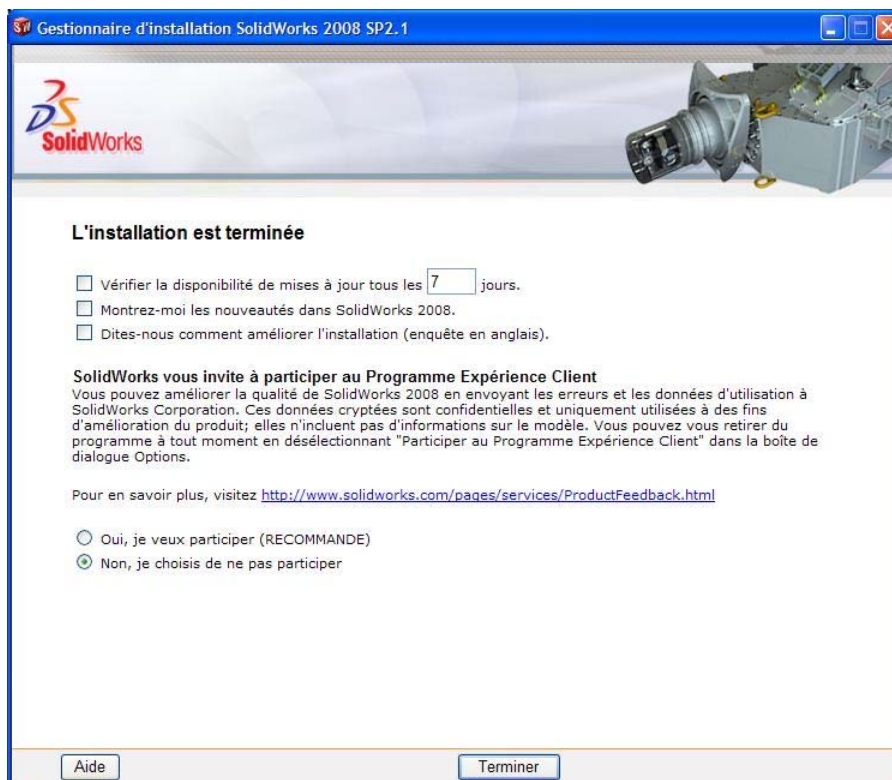 Gestionnaire d'installation SolidWorks 2008 SP2.1
SolidWorks
L'installation est terminée
Vérifier la disponibilité de mises à jour tous les 7 jours.
Montrez-moi les nouveautés dans SolidWorks 2008.
Dites-nous comment améliorer l'installation (enquête en anglais).
SolidWorks vous invite à participer au Programme Expérience Client
Vous pouvez améliorer la qualité de SolidWorks 2008 en envoyant les erreurs et les données d'utilisation à
SolidWorks Corporation. Ces données cryptées sont confidentielles et uniquement utilisées à des fins
d'amélioration du produit; elles n'incluent pas d'informations sur le modèle. Vous pouvez vous retirer du
programme à tout moment en désélectionnant "Participer au Programme Expérience Client" dans la boîte de
dialogue Options.
Pour en savoir plus, visitez http://www.solidworks.com/pages/services/ProductFeedback.html
Oui, je veux participer (RECOMMANDE)
Non, je choisis de ne pas participer
Aide
Terminer